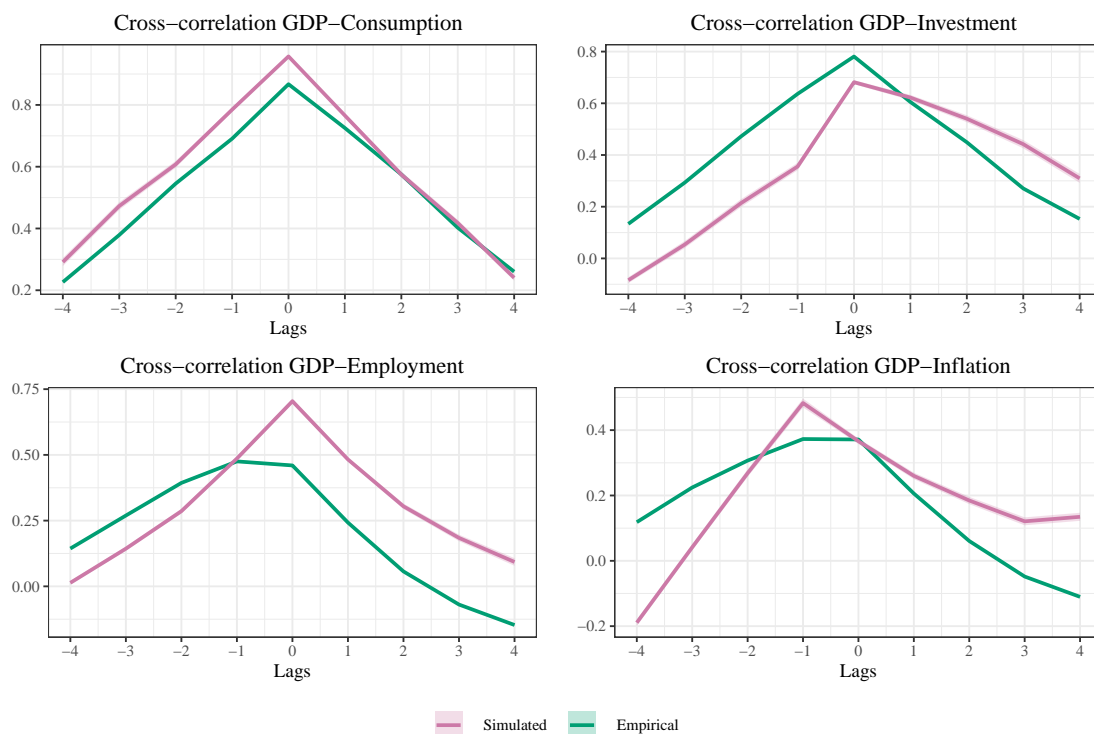 Cross−correlation GDP−Consumption
0.8
0.6
0.4
0.2
−4 −3 −2 −1 0 1 2 3 4
Lags
Cross−correlation GDP−Investment
0.8
0.6
0.4
0.2
0.0
−4 −3 −2 −1 0 1 2 3 4
Lags
Cross−correlation GDP−Employment
0.75
0.50
0.25
0.00
−4 −3 −2 −1 0 1 2 3 4
Lags
Cross−correlation GDP−Inflation
0.4
0.2
0.0
−0.2
−4 −3 −2 −1 0 1 2 3 4
Lags
Simulated Empirical